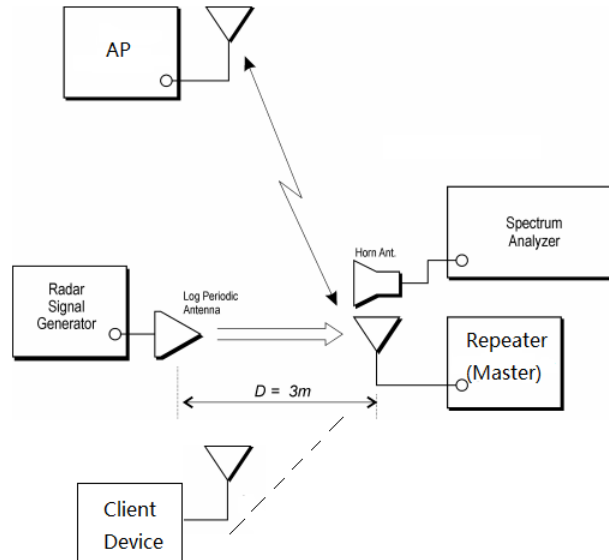 AP
Spectrum
Analyzer
Horn Ant.
Radar
Signal
Generator
Log Periodic
Antenna
Repeater
(Master)
D = 3m
Client
Device